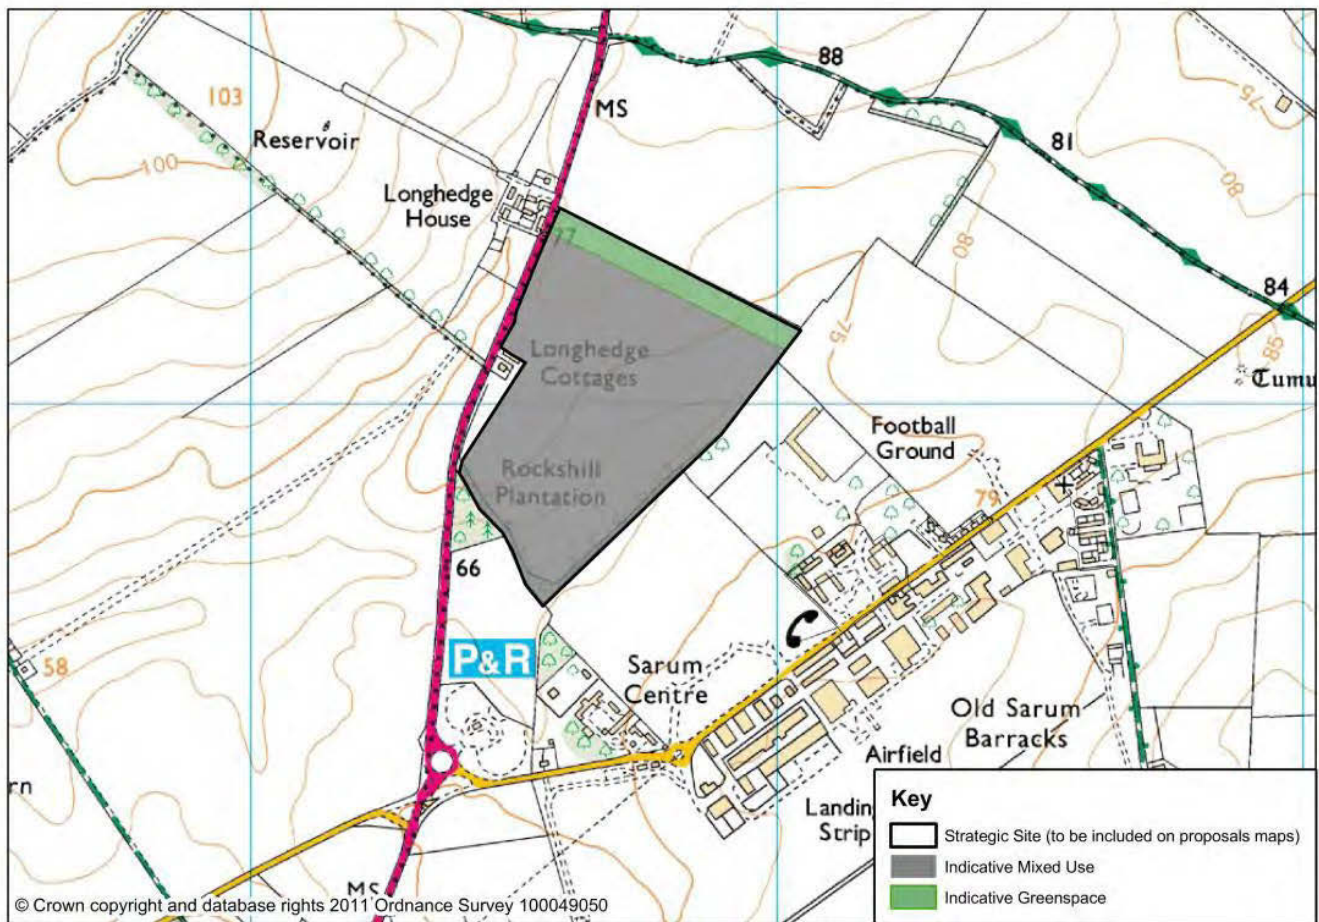 88
MS
103
75
Reservoir
81
100
80
Longhedge
House
77
80
84
75
85
Longhedge
Cottages
Tumu
Football
Ground
Rockshill
Plantation
79
66
P&R
58
Sarum
Centre
Old Sarum
Barracks
Airfield
rn
Key
Landin
Strip
Strategic Site (to be included on proposals maps)
Indicative Mixed Use
MS
Indicative Greenspace
© Crown copyright and database rights 2011 Ordnance Survey 100049050